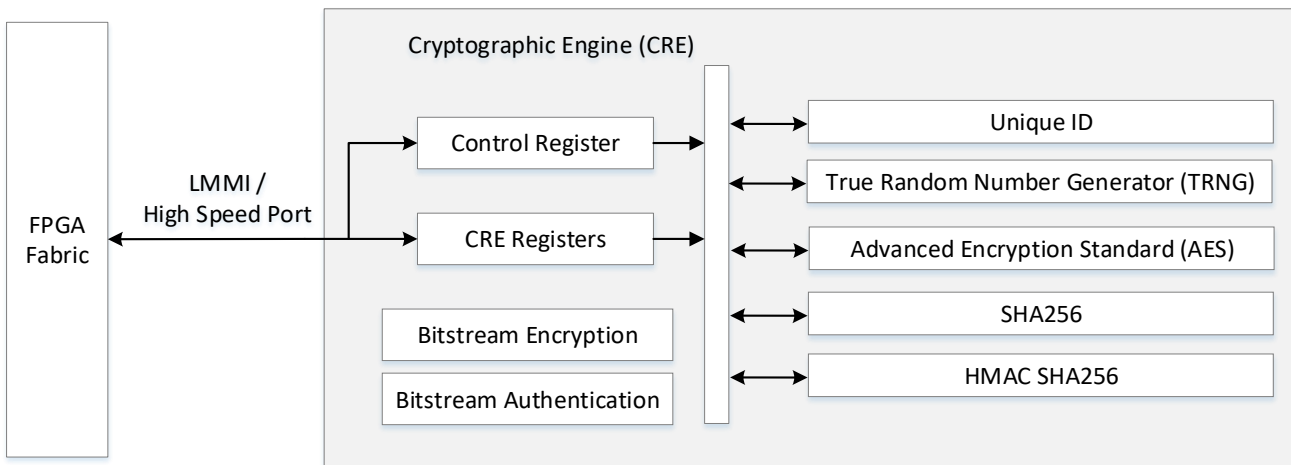 Cryptographic Engine (CRE)
FPGA
Fabric
LMMI /
High Speed Port
Control Register
CRE Registers
Bitstream Encryption
Bitstream Authentication
Unique ID
True Random Number Generator (TRNG)
Advanced Encryption Standard (AES)
SHA256
HMAC SHA256